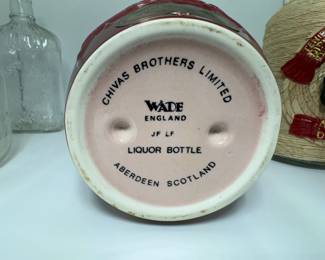 CHIVAS BROTHERS LIMITED
WADE
ENGLAND
JF LF
LIQUOR BOTTLE
ABERDEEN SCOTLAND